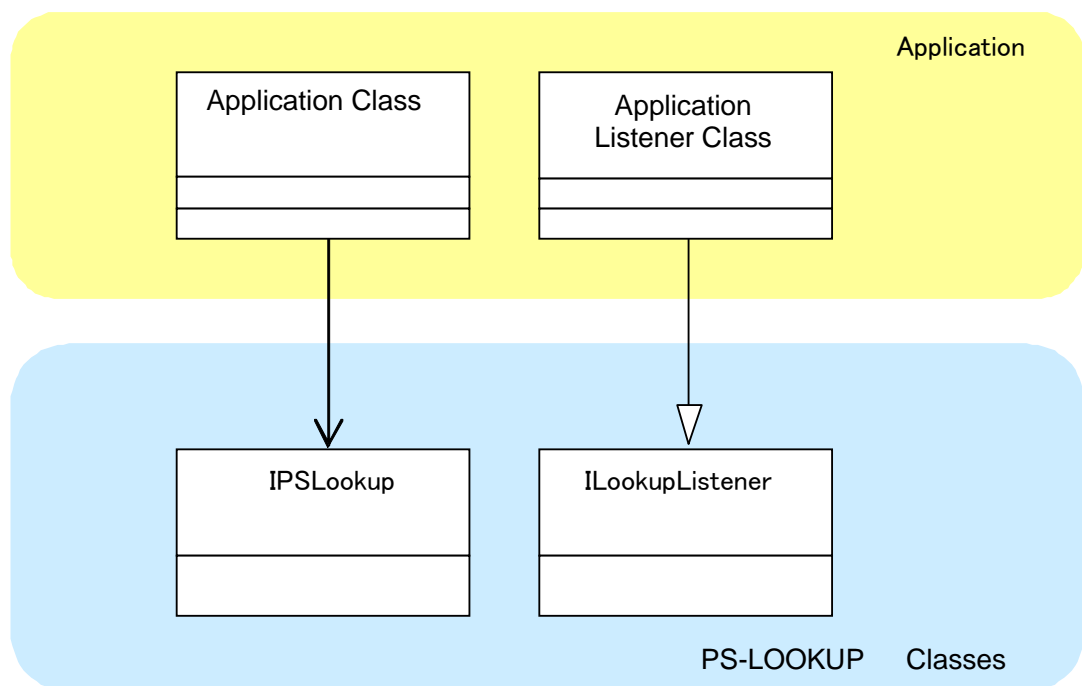 Application
Application Class
Application
Listener Class
IPSLookup
ILookupListener
PS-LOOKUP Classes